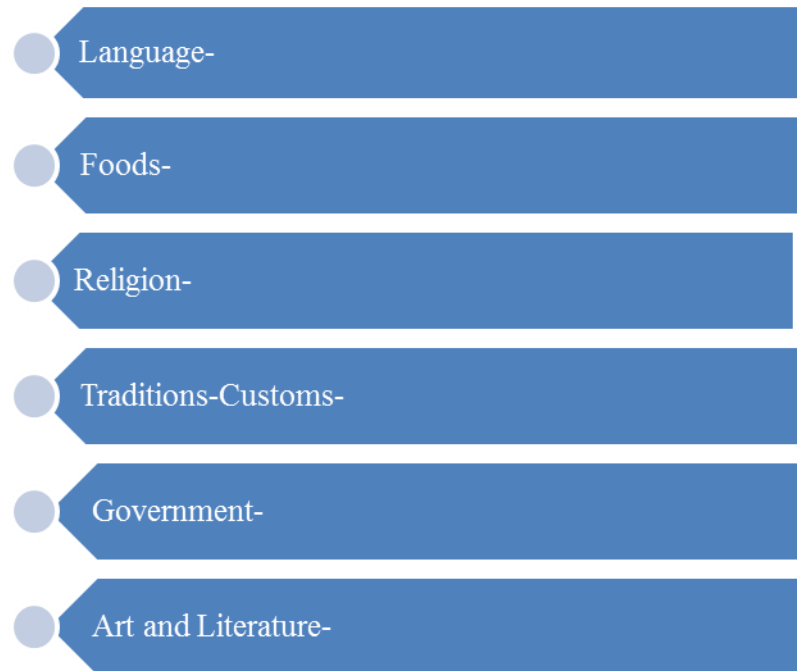 Language-
Foods-
Religion-
Traditions-Customs-
Government-
Art and Literature-